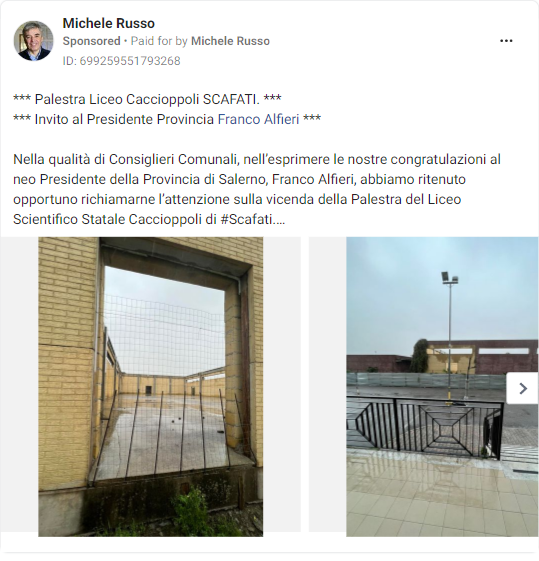 Michele Russo
Sponsored • Paid for by Michele Russo
ID: 699259551793268
*** Palestra Liceo Caccioppoli SCAFATI. ***
*** Invito al Presidente Provincia Franco Alfieri ***
Nella qualità di Consiglieri Comunali, nell’esprimere le nostre congratulazioni al
neo Presidente della Provincia di Salerno, Franco Alfieri, abbiamo ritenuto
opportuno richiamarne l’attenzione sulla vicenda della Palestra del Liceo
Scientifico Statale Caccioppoli di #Scafati....